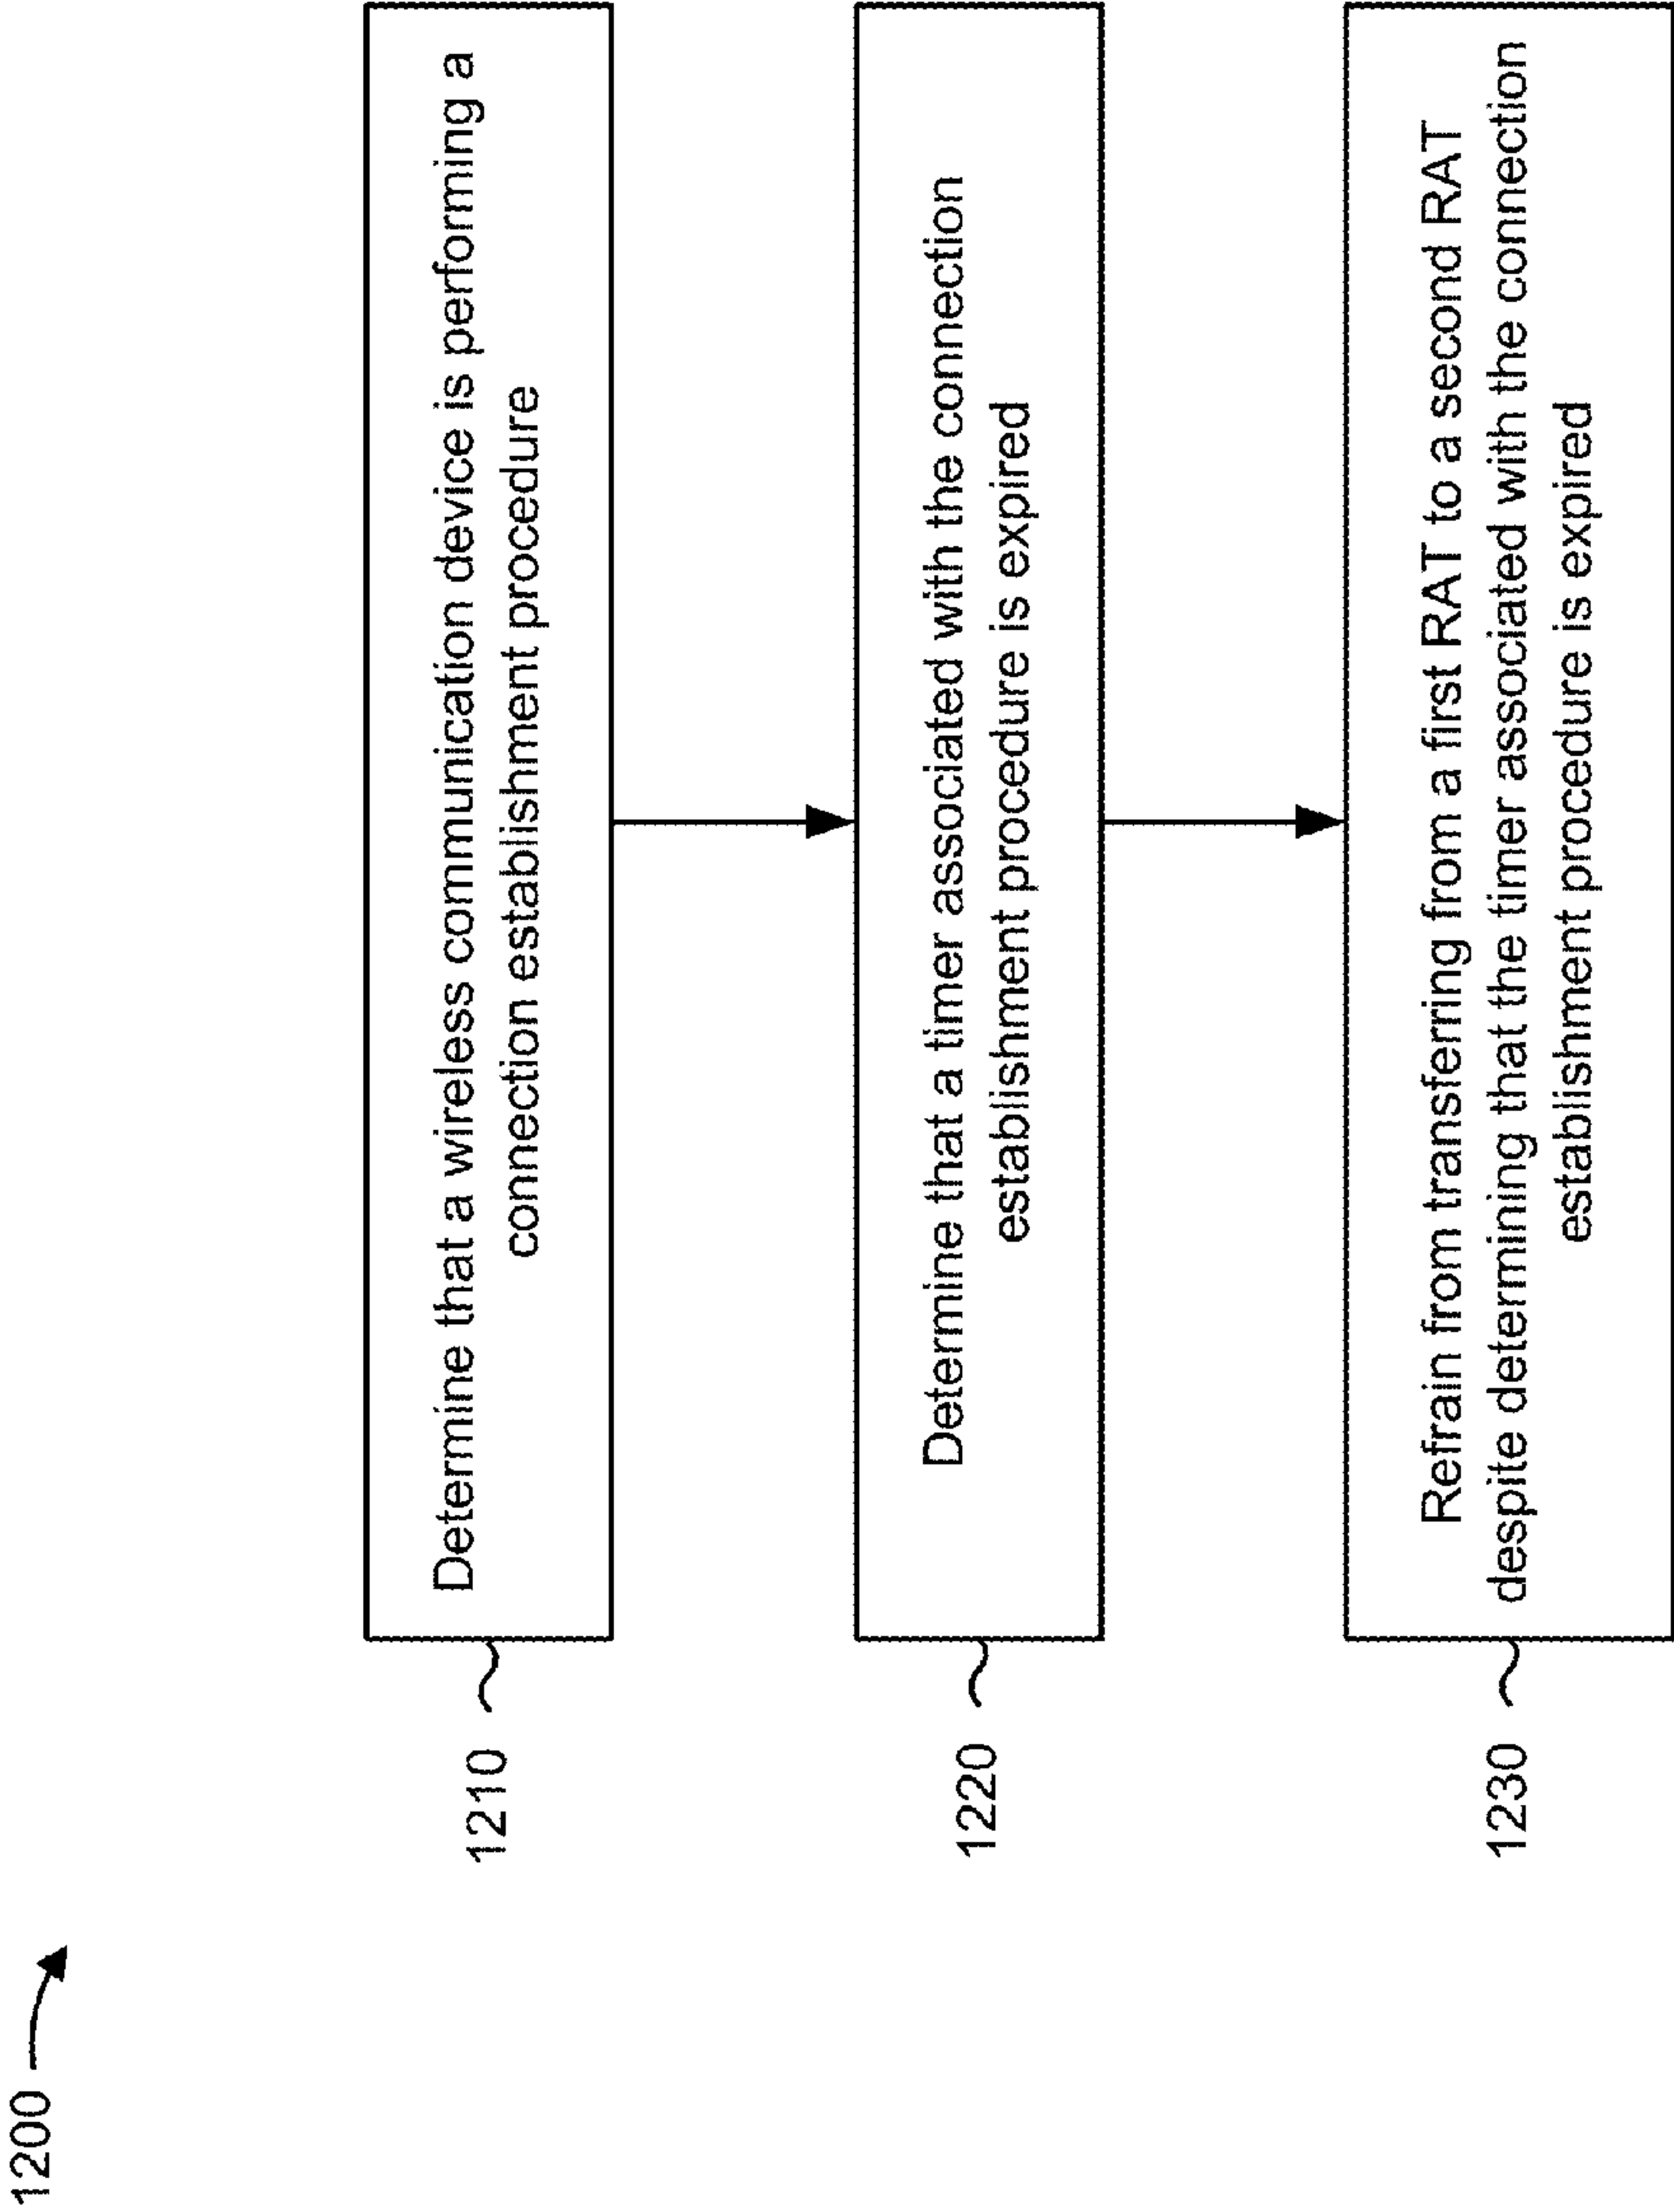 1200
1210
Determine that a wireless communication device is performing a
connection establishment procedure
1220
Determine that a timer associated with the connection
establishment procedure is expired
1230
Refrain from transferring from a first RAT to a second RAT
despite determining that the timer associated with the connection
establishment procedure is expired